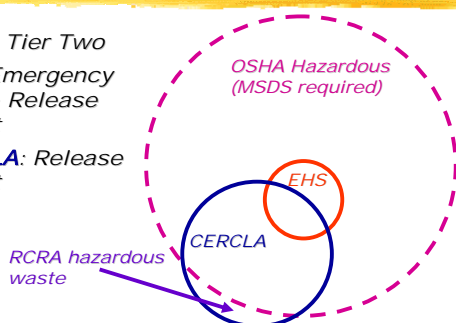 Tier Two
Emergency
Release
A: Release
OSHA Hazardous
(MSDS required)
EHS
CERCLA
RCRA hazardous
waste